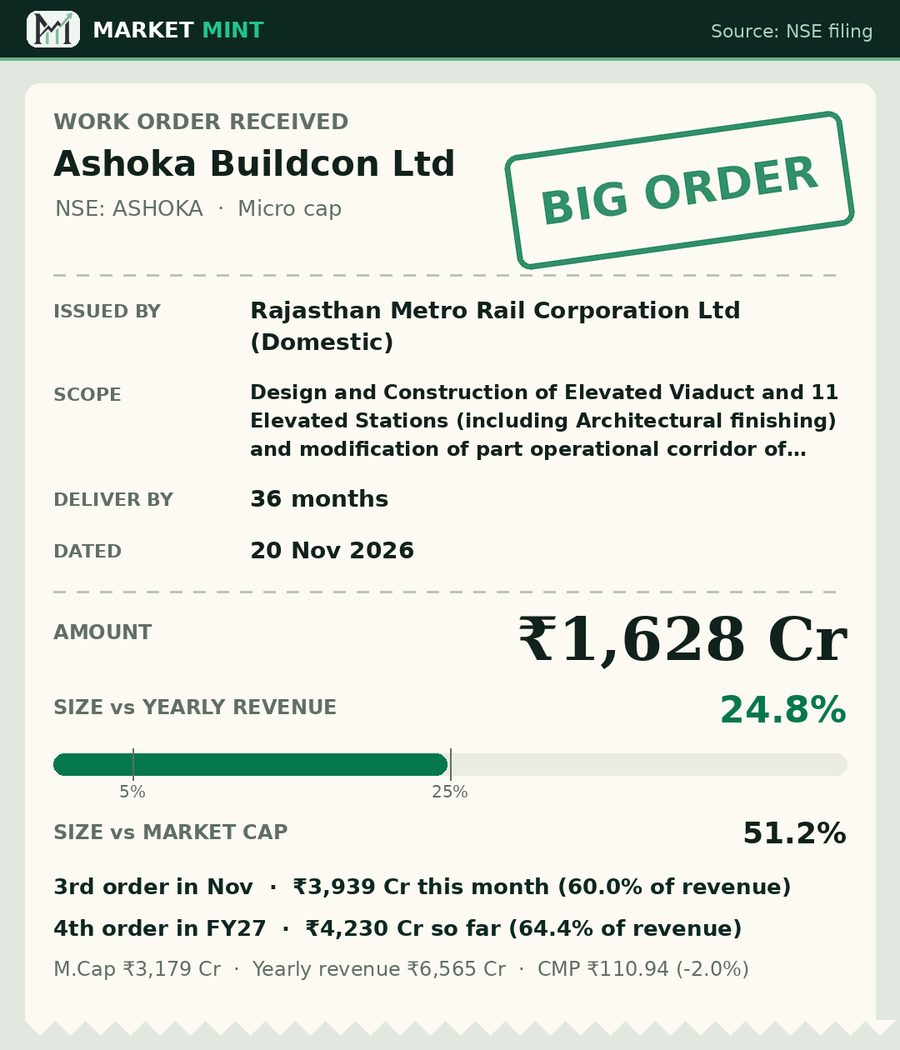 MARKET MINT
Source: NSE filing
WORK ORDER RECEIVED
Ashoka Buildcon Ltd
NSE: ASHOKA · Micro cap
BIG ORDER
ISSUED BY
Rajasthan Metro Rail Corporation Ltd
(Domestic)
SCOPE
Design and Construction of Elevated Viaduct and 11
Elevated Stations (including Architectural finishing)
and modification of part operational corridor of…
DELIVER BY
36 months
DATED
20 Nov 2026
AMOUNT
₹1,628 Cr
SIZE vs YEARLY REVENUE
24.8%
5%
25%
SIZE vs MARKET CAP
51.2%
3rd order in Nov · ₹3,939 Cr this month (60.0% of revenue)
4th order in FY27 · ₹4,230 Cr so far (64.4% of revenue)
M.Cap ₹3,179 Cr · Yearly revenue ₹6,565 Cr · CMP ₹110.94 (-2.0%)